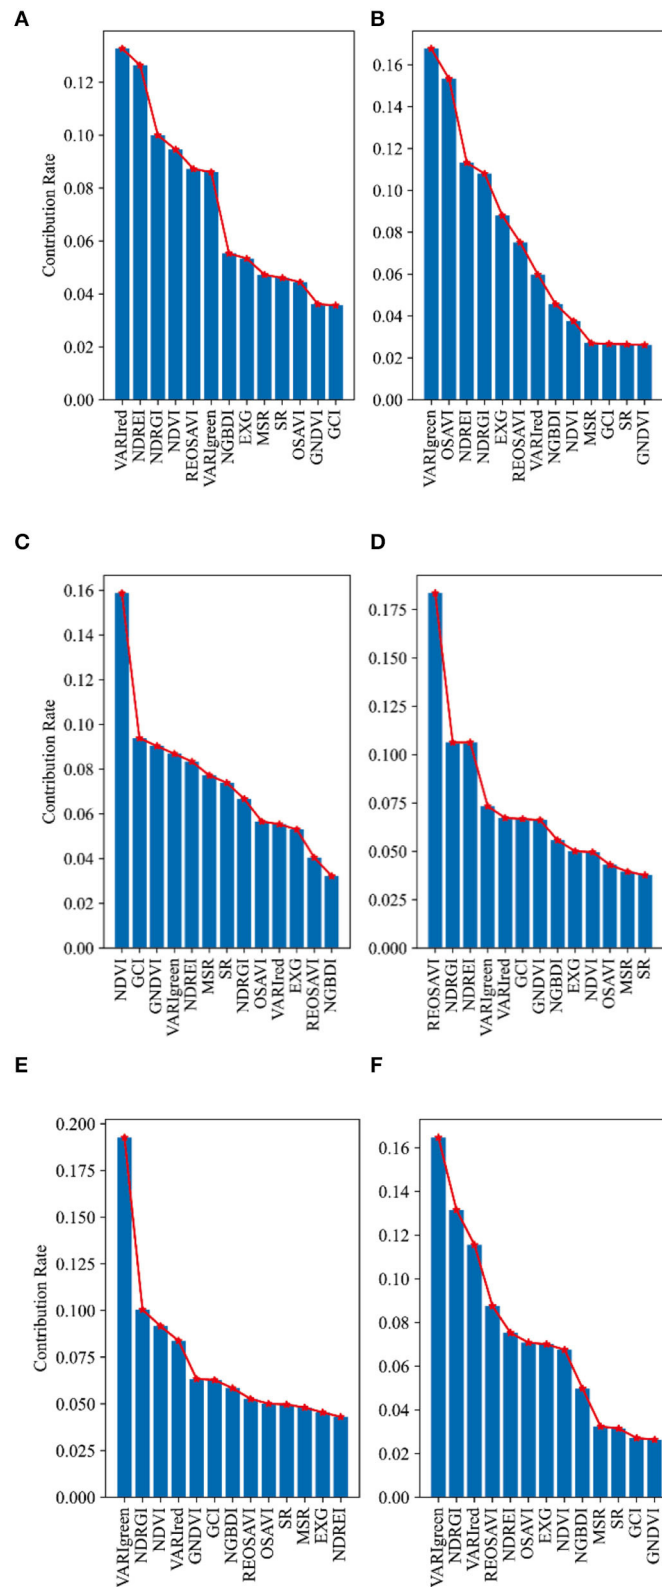 A
Contribution Rate
0.12
0.10
0.08
0.06
0.04
0.02
0.00
VARIred
NDREI
NDRGI
NDVI
REOSAVI
VARIgreen
NGBDI
EXG
MSR
SR
OSAVI
GNDVI
GCI
B
0.16
0.14
0.12
0.10
0.08
0.06
0.04
0.02
0.00
VARIgreen
OSAVI
NDREI
NDRGI
EXG
REOSAVI
VARIred
NGBDI
NDVI
MSR
GCI
SR
GNDVI
C
Contribution Rate
0.16
0.14
0.12
0.10
0.08
0.06
0.04
0.02
0.00
NDVI
GCI
GNDVI
VARIgreen
NDREI
MSR
SR
NDRGI
OSAVI
VARIred
EXG
REOSAVI
NGBDI
D
0.175
0.150
0.125
0.100
0.075
0.050
0.025
0.000
REOSAVI
NDRGI
NDREI
VARIgreen
VARIred
GCI
GNDVI
NGBDI
EXG
NDVI
OSAVI
MSR
SR
E
Contribution Rate
0.200
0.175
0.150
0.125
0.100
0.075
0.050
0.025
0.000
VARIgreen
NDRGI
NDVI
VARIred
GNDVI
GCI
NGBDI
REOSAVI
OSAVI
SR
MSR
EXG
NDREI
F
0.16
0.14
0.12
0.10
0.08
0.06
0.04
0.02
0.00
VARIgreen
NDRGI
VARIred
REOSAVI
NDREI
OSAVI
EXG
NDVI
NGBDI
MSR
SR
GCI
GNDVI